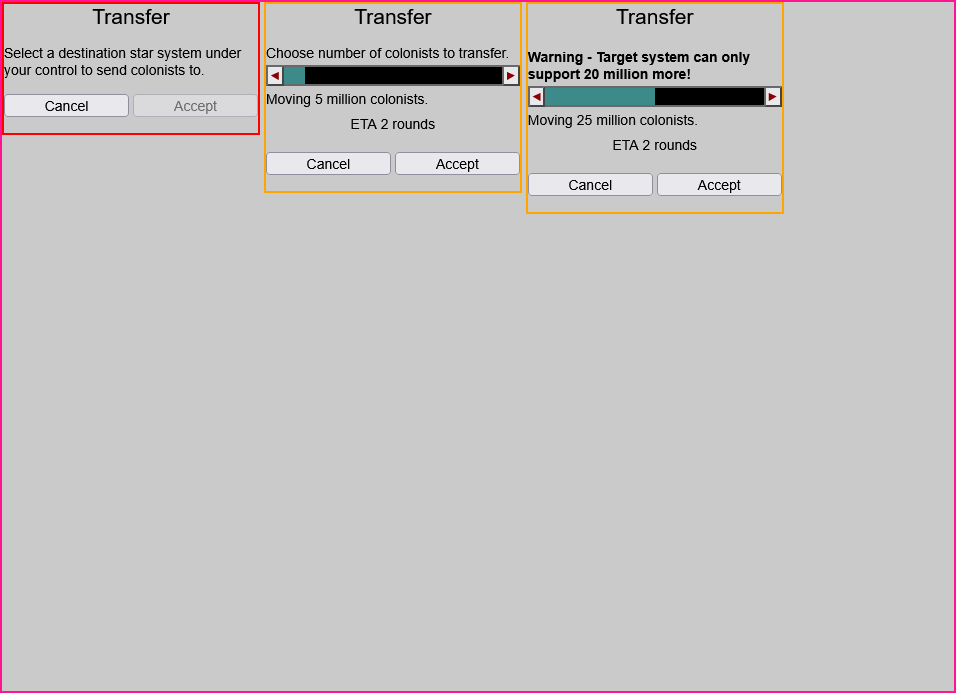 Transfer
Select a destination star system under
your control to send colonists to.
Cancel Accept
Transfer
Choose number of colonists to transfer.
◄ ►
Moving 5 million colonists.
ETA 2 rounds
Cancel Accept
Transfer
Warning - Target system can only
support 20 million more!
◄ ►
Moving 25 million colonists.
ETA 2 rounds
Cancel Accept